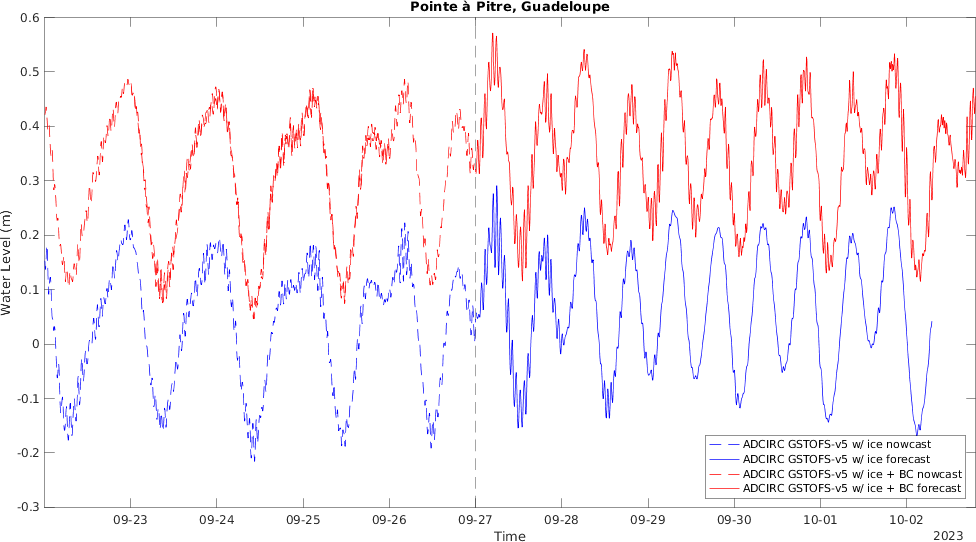 Pointe à Pitre, Guadeloupe
0.6
0.5
0.4
0.3
0.2
0.1
0
-0.1
-0.2
-0.3
Water Level (m)
ADCIRC GSTOFS-v5 w/ ice nowcast
ADCIRC GSTOFS-v5 w/ ice forecast
ADCIRC GSTOFS-v5 w/ ice + BC nowcast
ADCIRC GSTOFS-v5 w/ ice + BC forecast
09-23 09-24 09-25 09-26 09-27 09-28 09-29 09-30 10-01 10-02
Time
2023